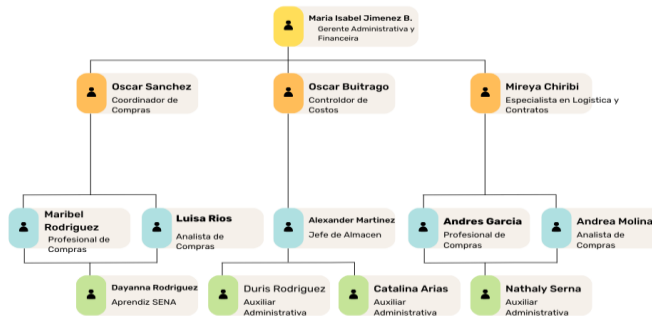 Maria Isabel Jimenez B.
Gerente Administrativa y
Financeira
Oscar Sanchez
Coordinador de
Compras
Oscar Buitrago
Controldor de
Costos
Mireya Chiribi
Especialista en Logistica y
Contratos
Maribel
Rodriguez
Profesional de
Compras
Luisa Rios
Analista de
Compras
Alexander Martinez
Jefe de Almacen
Andres Garcia
Profesional de
Compras
Andrea Molina
Analista de
Compras
Dayanna Rodriguez
Aprendiz SENA
Duris Rodriguez
Auxiliar
Administrativa
Catalina Arias
Auxiliar
Administrativa
Nathaly Serna
Auxiliar
Administrativa